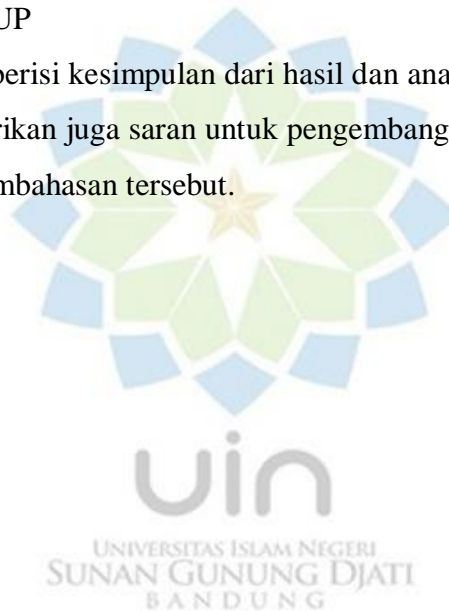 UP
berisi kesimpulan dari hasil dan ana
rikan juga saran untuk pengembang
mbahasan tersebut.
uin
UNIVERSITAS ISLAM NEGERI
SUNAN GUNUNG DJATI
BANDUNG